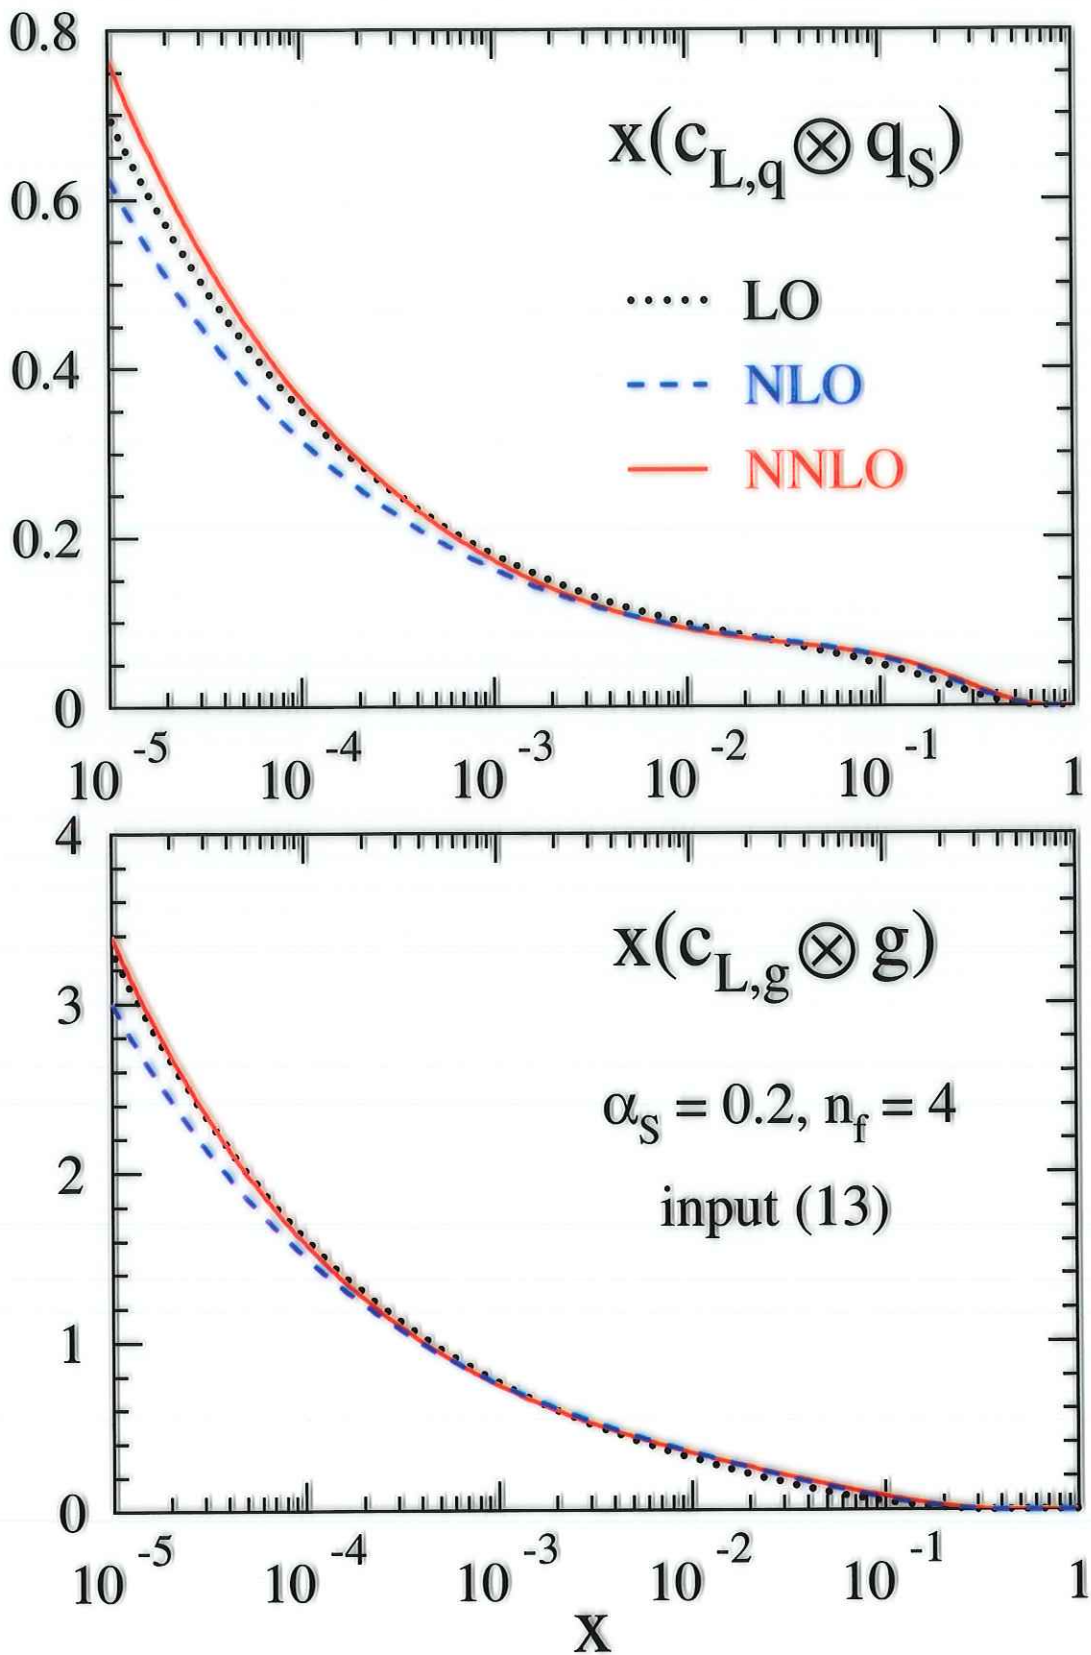 0.8
x(c_{L,q}⊗q_S)
0.6
LO
0.4
NLO
NNLO
0.2
0
10^{-5} 10^{-4} 10^{-3} 10^{-2} 10^{-1} 1
4
x(c_{L,g}⊗g)
3
α_S = 0.2, n_f = 4
2
input (13)
1
0
10^{-5} 10^{-4} 10^{-3} 10^{-2} 10^{-1} 1
x